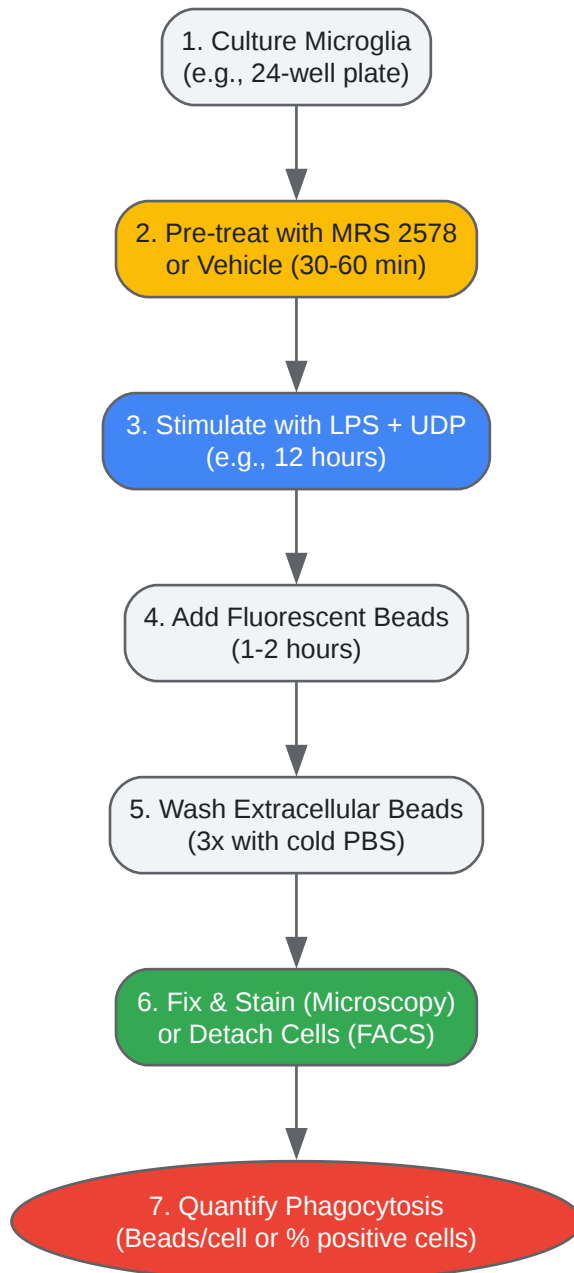 1. Culture Microglia
(e.g., 24-well plate)
2. Pre-treat with MRS 2578
or Vehicle (30-60 min)
3. Stimulate with LPS + UDP
(e.g., 12 hours)
4. Add Fluorescent Beads
(1-2 hours)
5. Wash Extracellular Beads
(3x with cold PBS)
6. Fix & Stain (Microscopy)
or Detach Cells (FACS)
7. Quantify Phagocytosis
(Beads/cell or % positive cells)